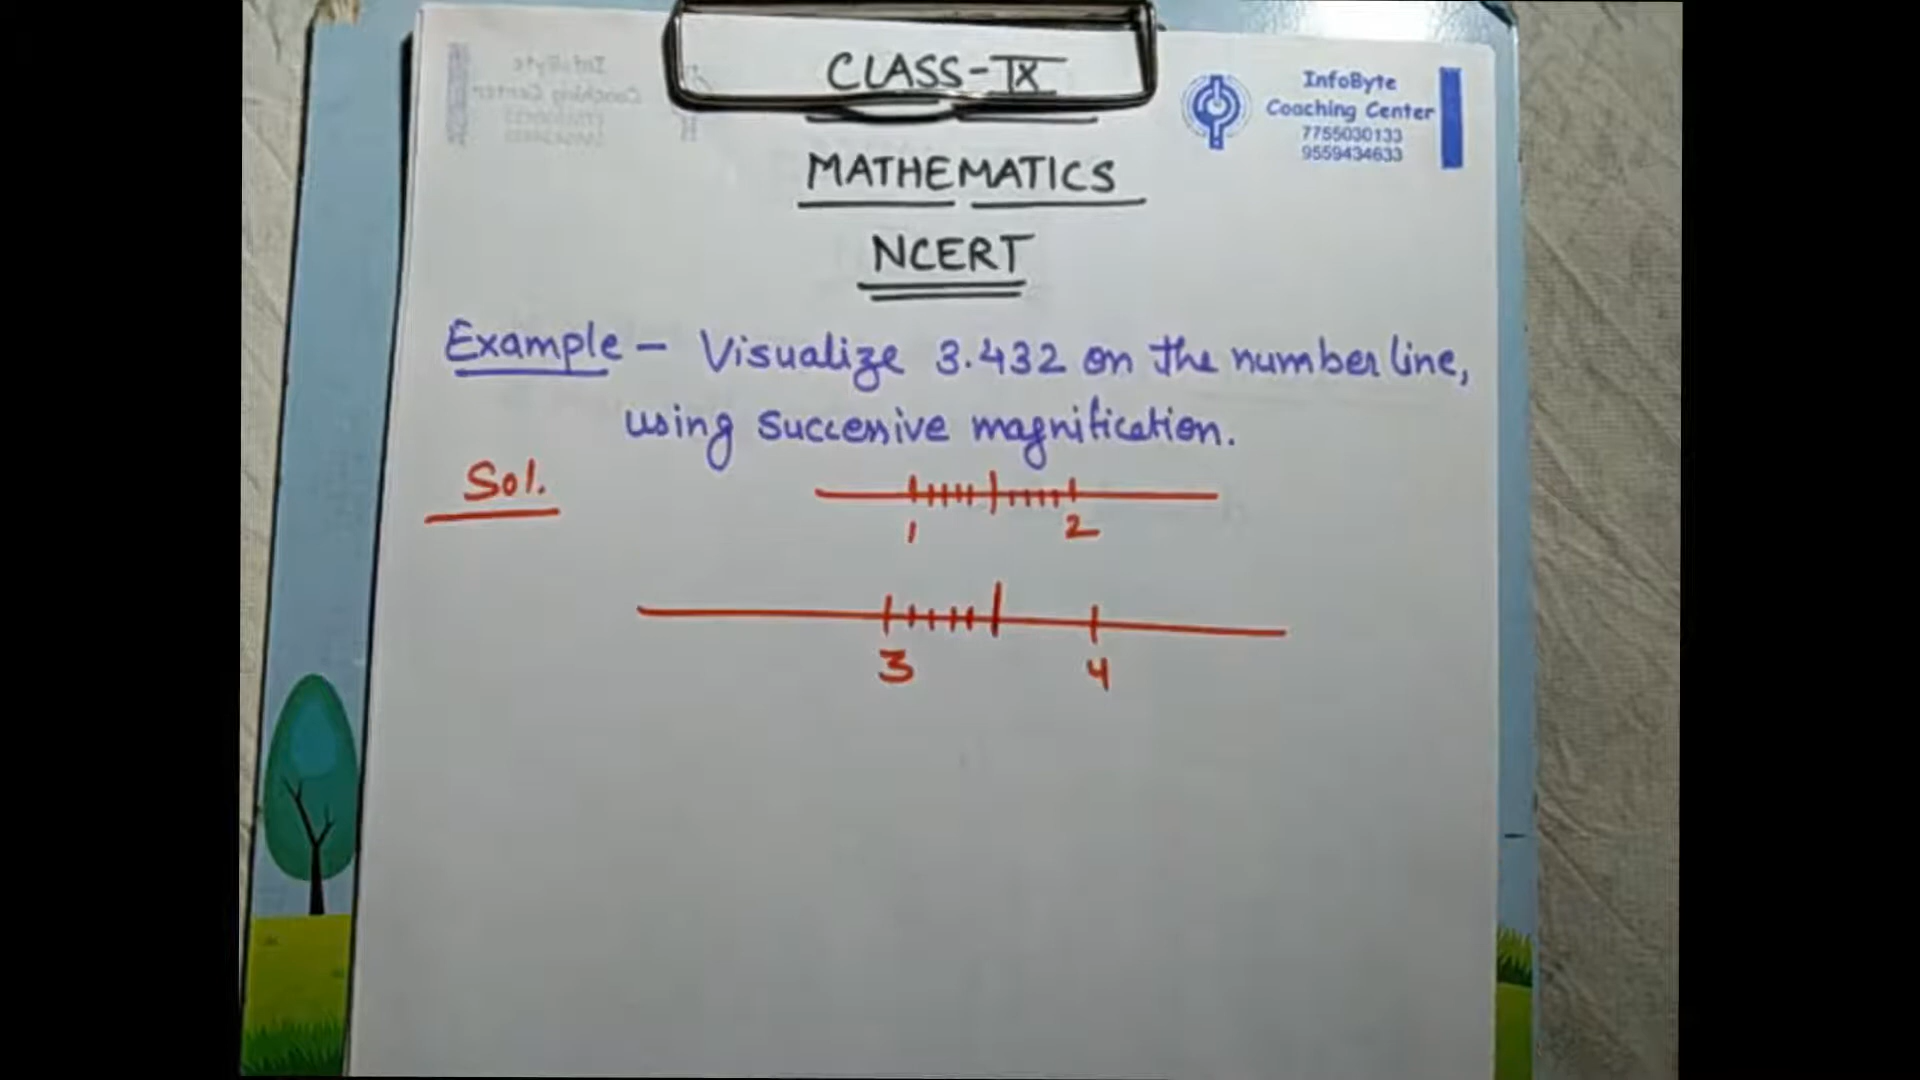 CLASS-IX
InfoByte
Coaching Center
7755030133
9559434633
MATHEMATICS
NCERT
Example - Visualize 3.432 on the number line,
using successive magnification.
Sol.
1 2
3 4